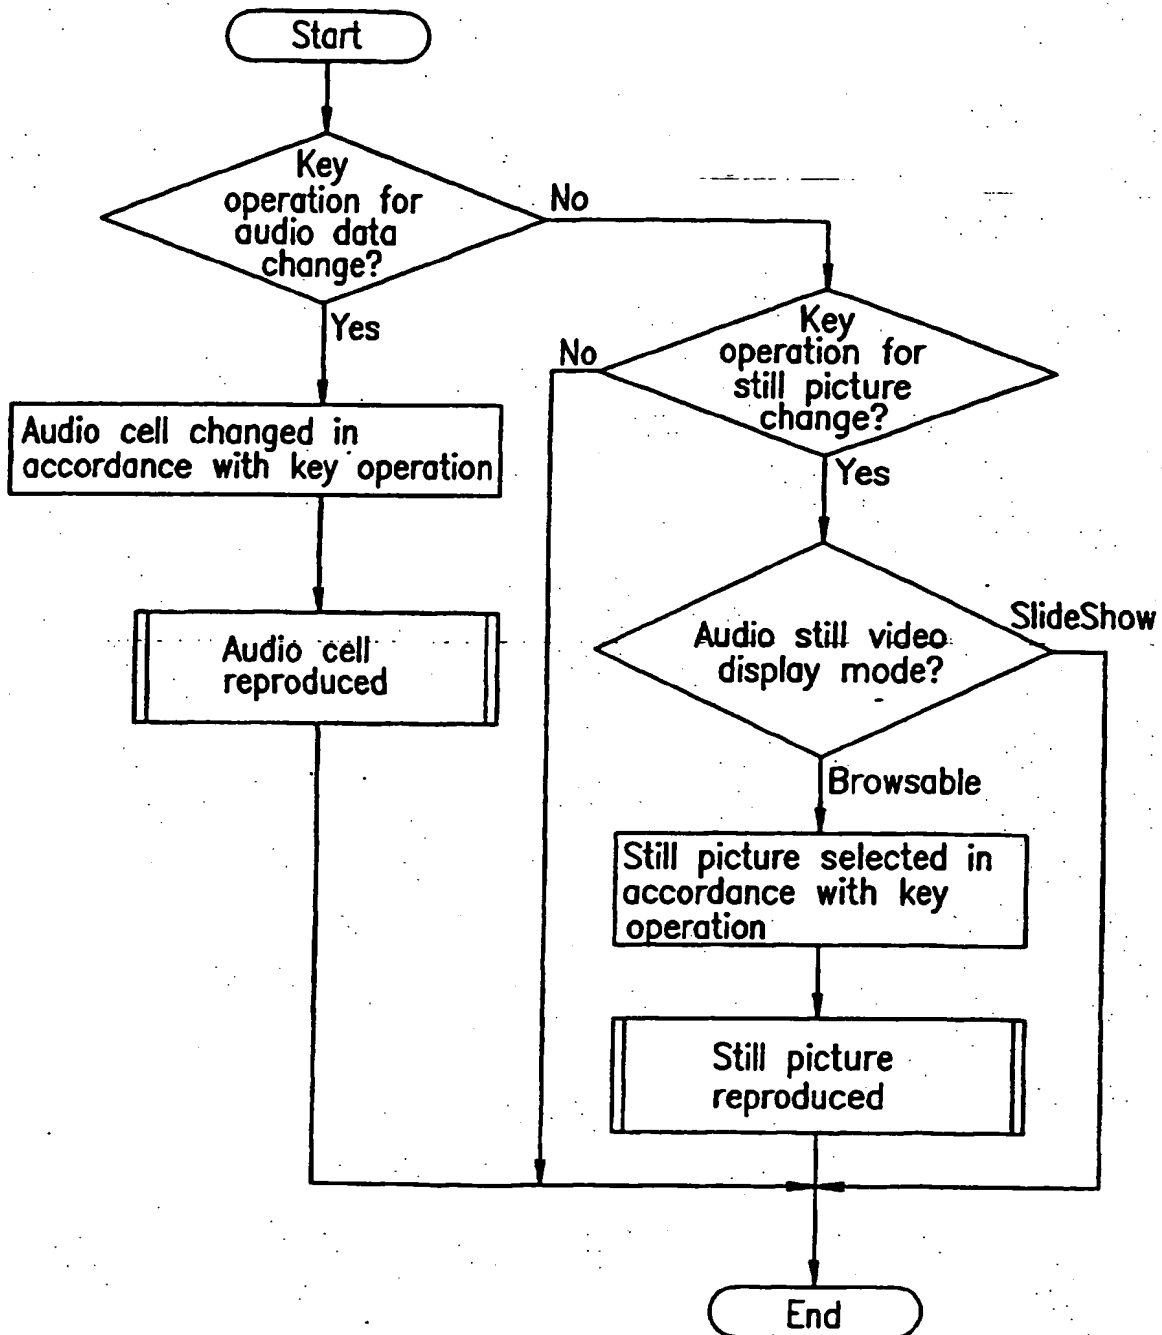 Start
Key
operation for
audio data
change?
No
Yes
Key
operation for
still picture
change?
No
Yes
Audio cell changed in
accordance with key operation
Audio cell
reproduced
Audio still video
display mode?
SlideShow
Browsable
Still picture selected in
accordance with key
operation
Still picture
reproduced
End